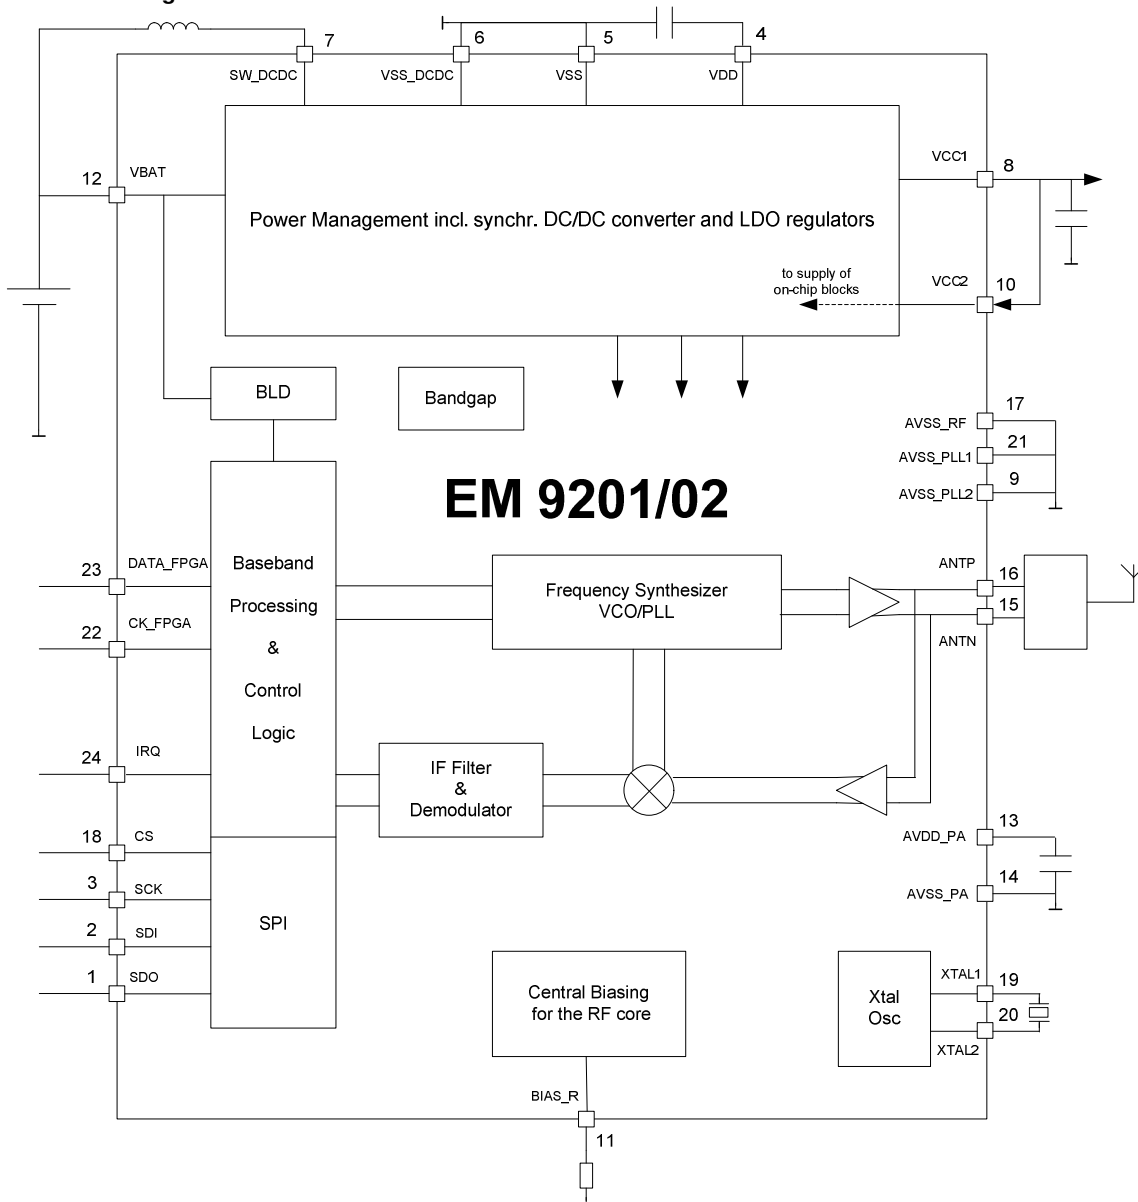 7
6
5
4
SW_DCDC
VSS_DCDC
VSS
VDD
12
VBAT
VCC1
8
Power Management incl. synchr. DC/DC converter and LDO regulators
to supply of
on-chip blocks
VCC2
10
BLD
Bandgap
AVSS_RF
17
AVSS_PLL1
21
AVSS_PLL2
9
EM 9201/02
23
DATA_FPGA
22
CK_FPGA
Baseband
Processing
&
Control
Logic
Frequency Synthesizer
VCO/PLL
ANTP
16
15
ANTN
24
IRQ
IF Filter
&
Demodulator
18
CS
3
SCK
2
SDI
1
SDO
SPI
AVDD_PA
13
AVSS_PA
14
Central Biasing
for the RF core
Xtal
Osc
XTAL1
19
20
XTAL2
BIAS_R
11